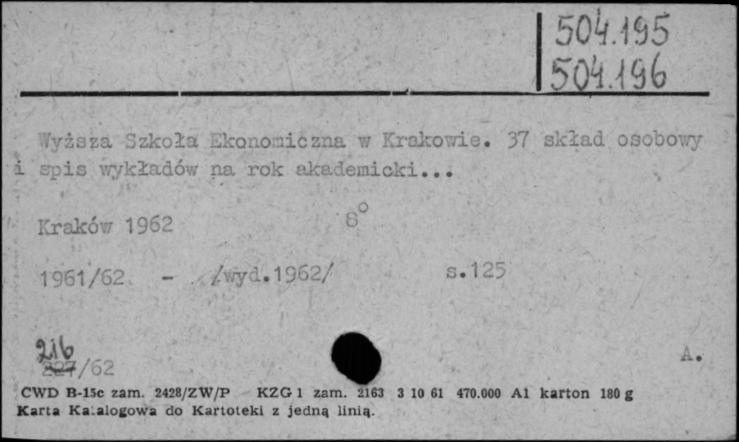 504.195
504.196
Wyższa Szkoła Ekonomiczna w Krakowie. 37 skład osobowy
i spis wykładów na rok akademicki...
Kraków 1962 8°
1961/62 - /wyd.1962/ s.125
216
227/62 A.
CWD B-15c zam. 2428/ZW/P KZG 1 zam. 2163 3 10 61 470.000 A1 karton 180 g
Karta Katalogowa do Kartoteki z jedną linią.